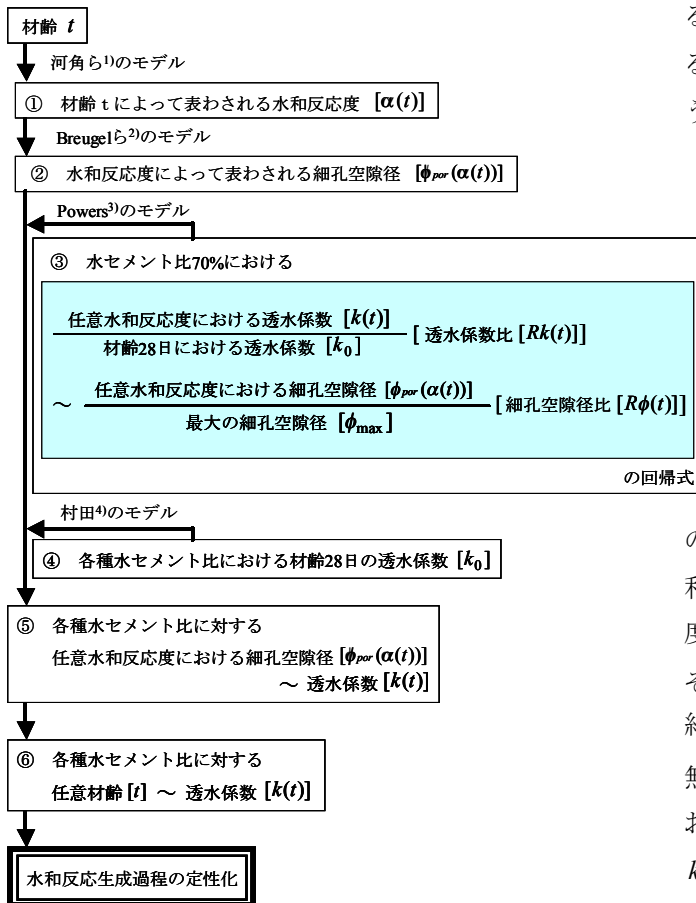 材齢 t
河角ら1)のモデル
① 材齢 t によって表わされる水和反応度 [α(t)]
Breugelら2)のモデル
② 水和反応度によって表わされる細孔空隙径 [ϕpor(α(t))]
Powers3)のモデル
③ 水セメント比70%における
任意水和反応度における透水係数 [k(t)]
材齢28日における透水係数 [k0]
[ 透水係数比 [Rk(t)]]
～ 任意水和反応度における細孔空隙径 [ϕpor(α(t))]
最大の細孔空隙径 [ϕmax]
[ 細孔空隙径比 [Rϕ(t)]]
の回帰式
村田4)のモデル
④ 各種水セメント比における材齢28日の透水係数 [k0]
⑤ 各種水セメント比に対する
任意水和反応度における細孔空隙径 [ϕpor(α(t))]
～ 透水係数 [k(t)]
⑥ 各種水セメント比に対する
任意材齢 [t] ～ 透水係数 [k(t)]
水和反応生成過程の定性化
る
る
の
度
お
k